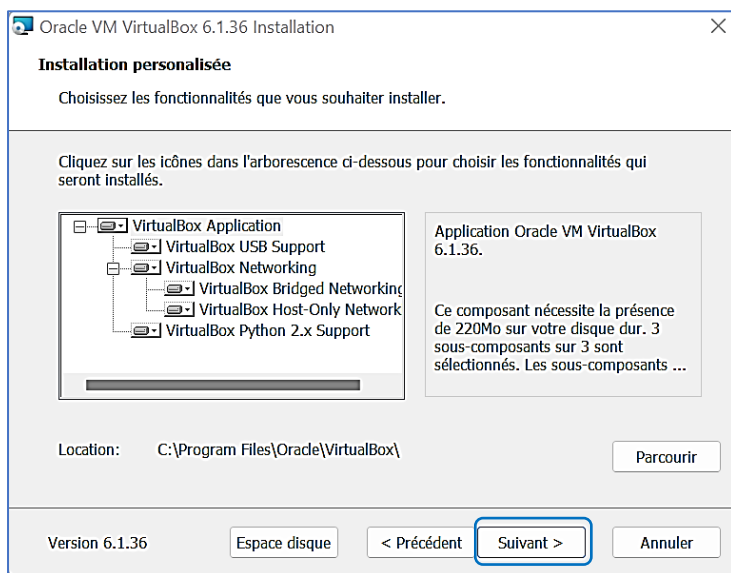 Oracle VM VirtualBox 6.1.36 Installation
Installation personalisée
Choisissez les fonctionnalités que vous souhaiter installer.
Cliquez sur les icônes dans l'arborescence ci-dessous pour choisir les fonctionnalités qui
seront installés.
VirtualBox Application
VirtualBox USB Support
VirtualBox Networking
VirtualBox Bridged Networking
VirtualBox Host-Only Network
VirtualBox Python 2.x Support
Application Oracle VM VirtualBox
6.1.36.
Ce composant nécessite la présence
de 220Mo sur votre disque dur. 3
sous-composants sur 3 sont
sélectionnés. Les sous-composants ...
Location: C:\Program Files\Oracle\VirtualBox\
Parcourir
Version 6.1.36
Espace disque
< Précédent
Suivant >
Annuler